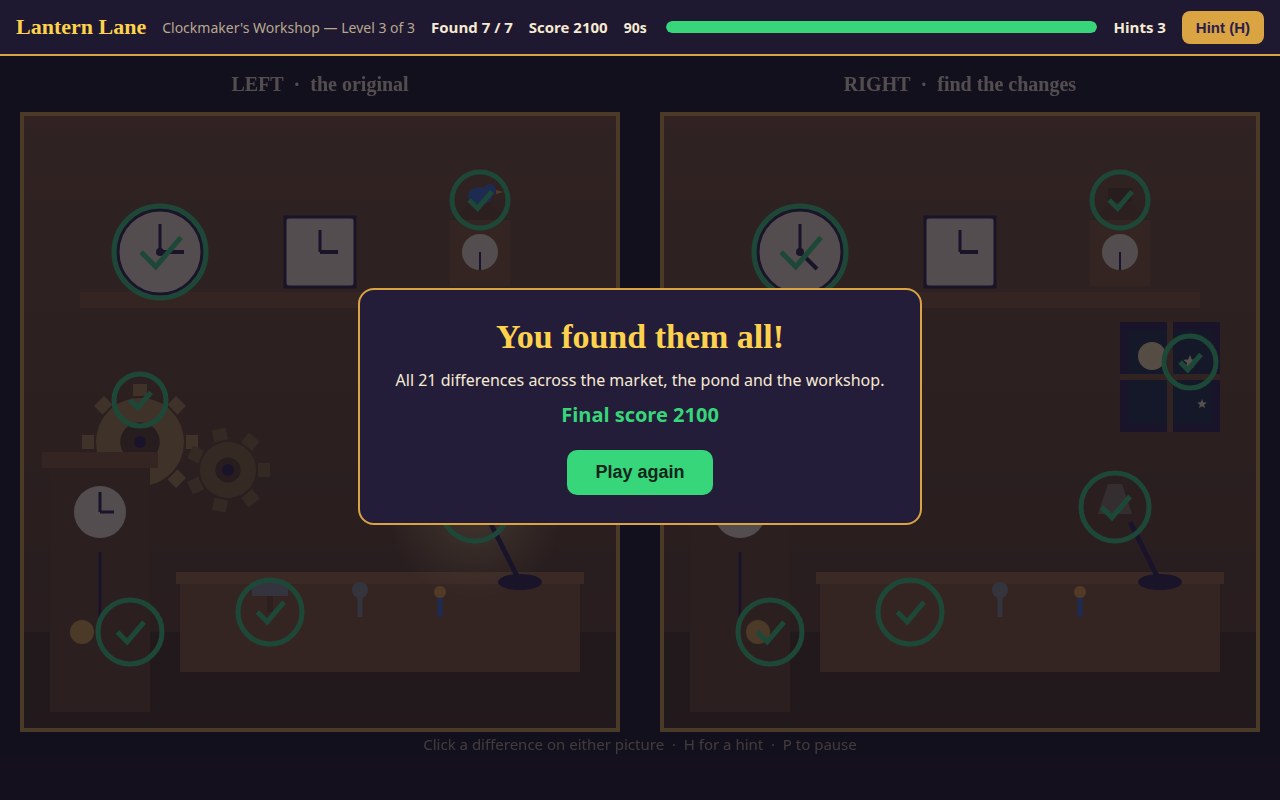 Lantern Lane Clockmaker's Workshop — Level 3 of 3 Found 7 / 7 Score 2100 90s Hints 3 Hint (H)
LEFT · the original
RIGHT · find the changes
You found them all!
All 21 differences across the market, the pond and the workshop.
Final score 2100
Play again
Click a difference on either picture · H for a hint · P to pause